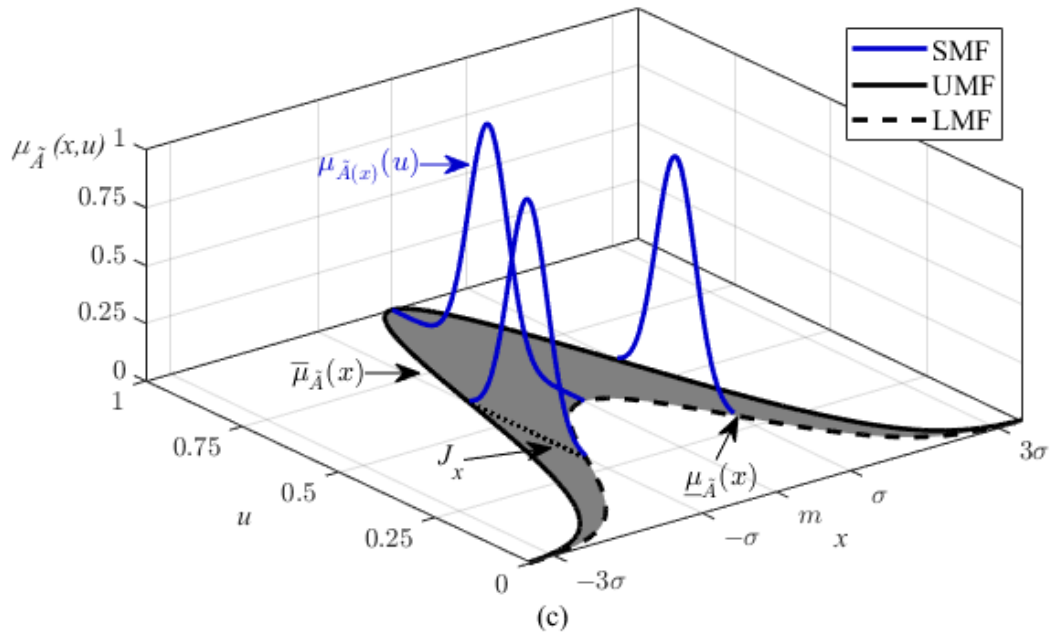 SMF
UMF
LMF
μ_Ã (x,u)
1
0.75
0.5
0.25
0
μ_Ã(x)(u)
μ̅_Ã(x)
J_x
μ̲_Ã(x)
1
0.75
0.5
0.25
0
u
3σ
σ
m
−σ
−3σ
x
(c)